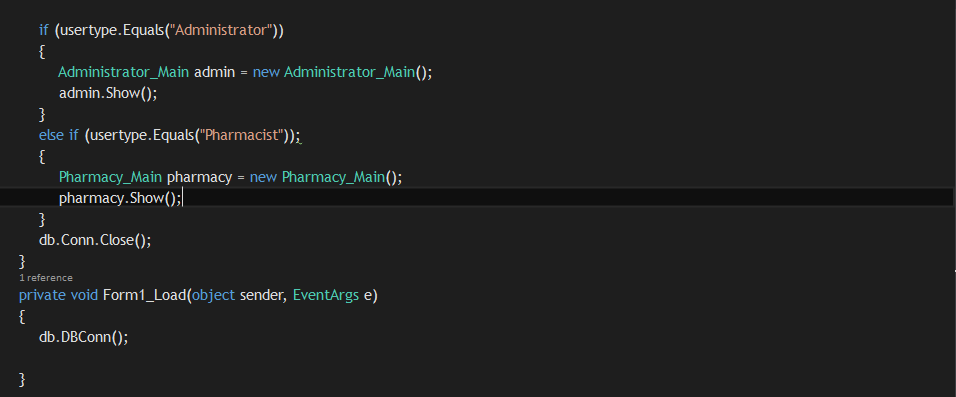 if (usertype.Equals("Administrator"))
{
Administrator_Main admin = new Administrator_Main();
admin.Show();
}
else if (usertype.Equals("Pharmacist"));
{
Pharmacy_Main pharmacy = new Pharmacy_Main();
pharmacy.Show();
}
db.Conn.Close();
}
1 reference
private void Form1_Load(object sender, EventArgs e)
{
db.DBConn();
}